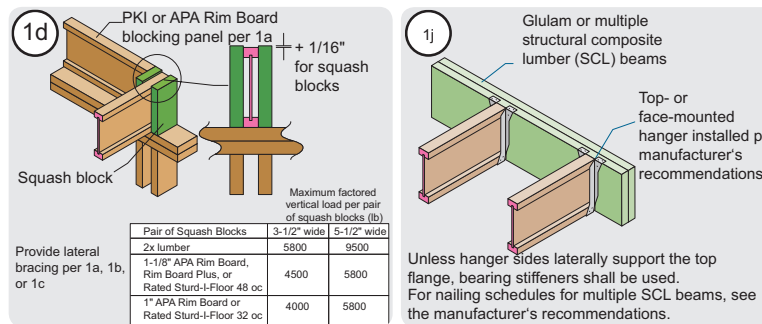 1d
PKI or APA Rim Board
blocking panel per 1a
+ 1/16"
for squash
blocks
Squash block
Maximum factored
vertical load per pair
of squash blocks (lb)
Provide lateral
bracing per 1a, 1b,
or 1c
Pair of Squash Blocks 3-1/2" wide 5-1/2" wide
2x lumber 5800 9500
1-1/8" APA Rim Board,
Rim Board Plus, or
Rated Sturd-I-Floor 48 oc 4500 5800
1" APA Rim Board or
Rated Sturd-I-Floor 32 oc 4000 5800
1j
Glulam or multiple
structural composite
lumber (SCL) beams
Top- or
face-mounted
hanger installed p
manufacturer's
recommendations
Unless hanger sides laterally support the top
flange, bearing stiffeners shall be used.
For nailing schedules for multiple SCL beams, see
the manufacturer's recommendations.